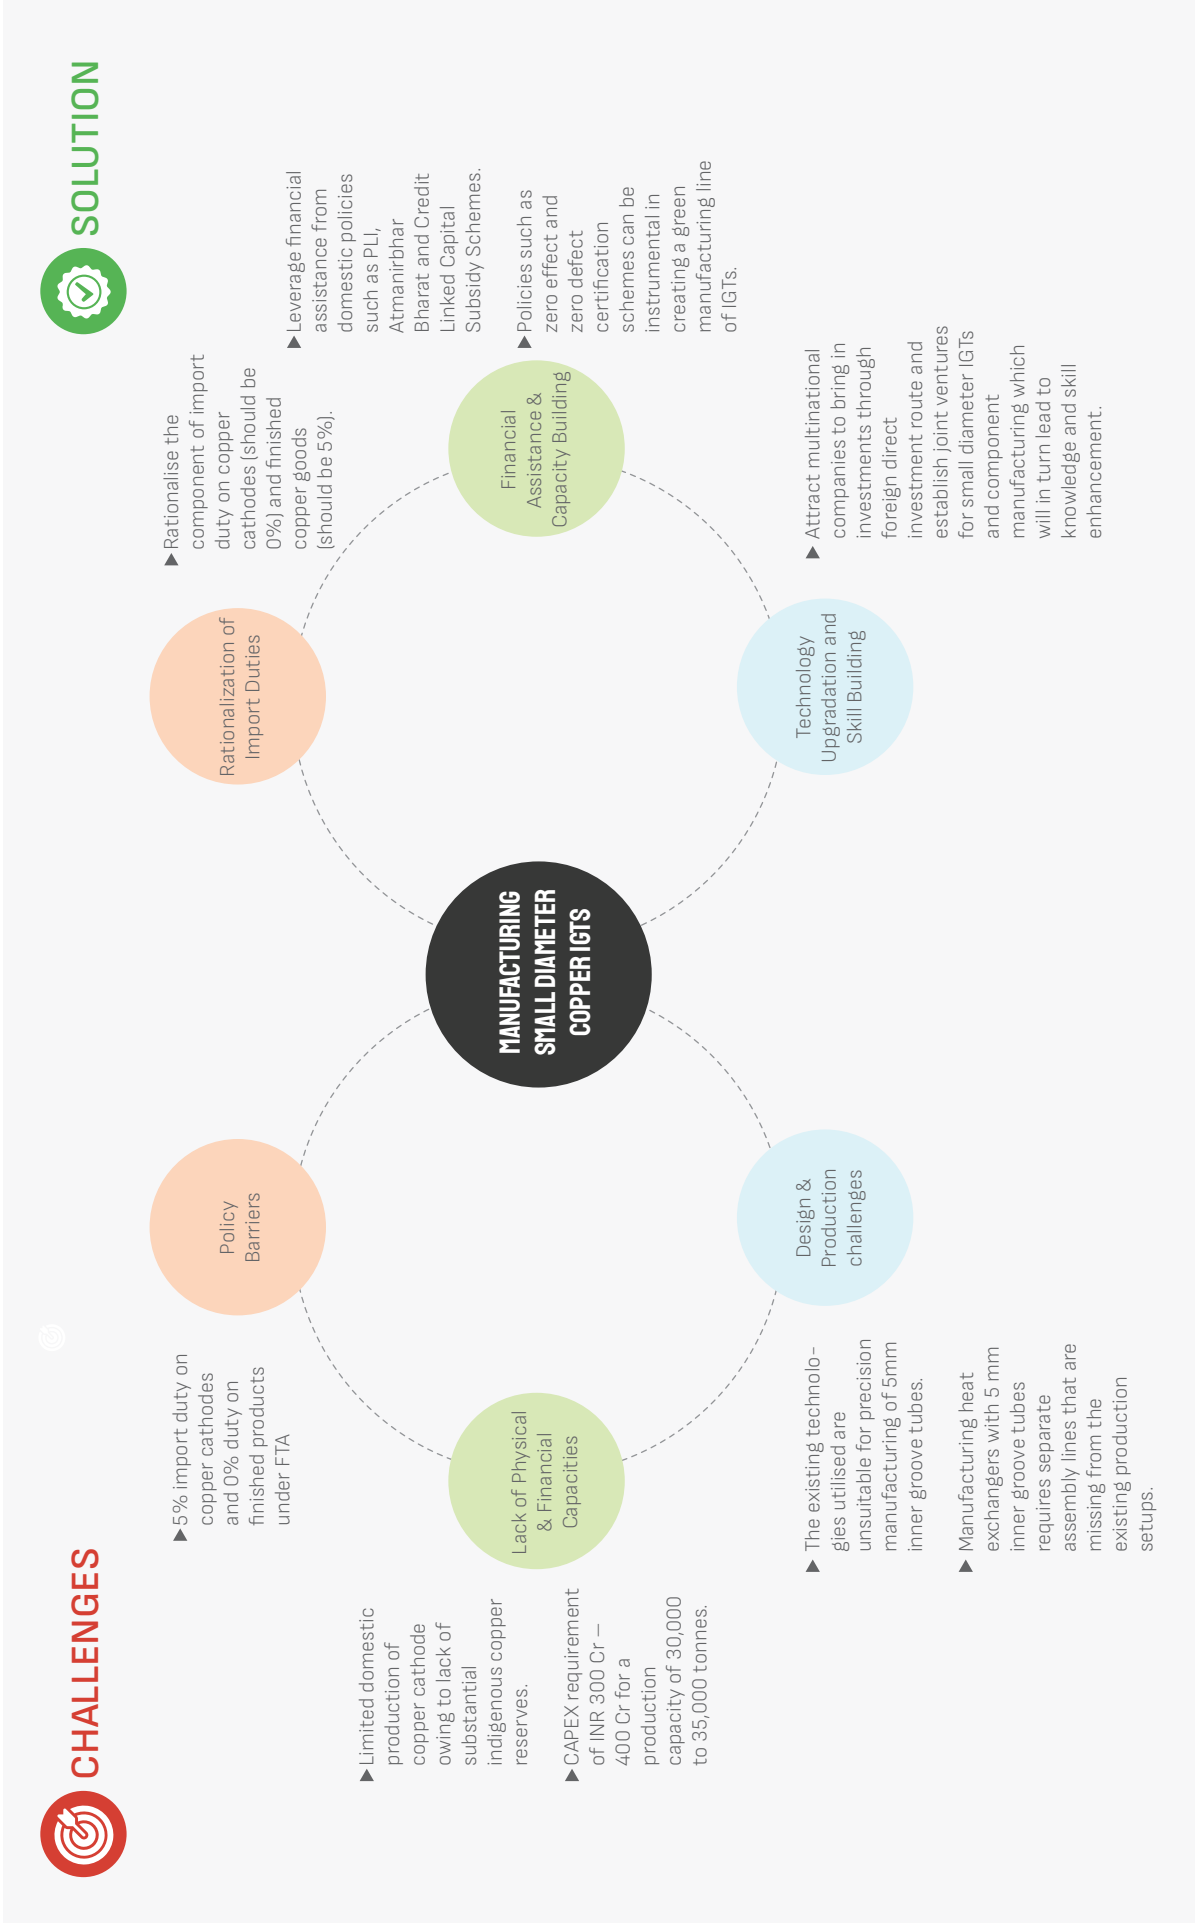 CHALLENGES
5% import duty on
copper cathodes
and 0% duty on
finished products
under FTA
Limited domestic
production of
copper cathode
owing to lack of
substantial
indigenous copper
reserves.
CAPEX requirement
of INR 300 Cr –
400 Cr for a
production
capacity of 30,000
to 35,000 tonnes.
The existing technolo-
gies utilised are
unsuitable for precision
manufacturing of 5mm
inner groove tubes.
Manufacturing heat
exchangers with 5 mm
inner groove tubes
requires separate
assembly lines that are
missing from the
existing production
setups.
Policy
Barriers
Lack of Physical
& Financial
Capacities
Design &
Production
challenges
MANUFACTURING
SMALL DIAMETER
COPPER IGTS
SOLUTION
Rationalization of
Import Duties
Financial
Assistance &
Capacity Building
Technology
Upgradation and
Skill Building
Rationalise the
component of import
duty on copper
cathodes (should be
0%) and finished
copper goods
(should be 5%).
Leverage financial
assistance from
domestic policies
such as PLI,
Atmanirbhar
Bharat and Credit
Linked Capital
Subsidy Schemes.
Policies such as
zero effect and
zero defect
certification
schemes can be
instrumental in
creating a green
manufacturing line
of IGTs.
Attract multinational
companies to bring in
investments through
foreign direct
investment route and
establish joint ventures
for small diameter IGTs
and component
manufacturing which
will in turn lead to
knowledge and skill
enhancement.